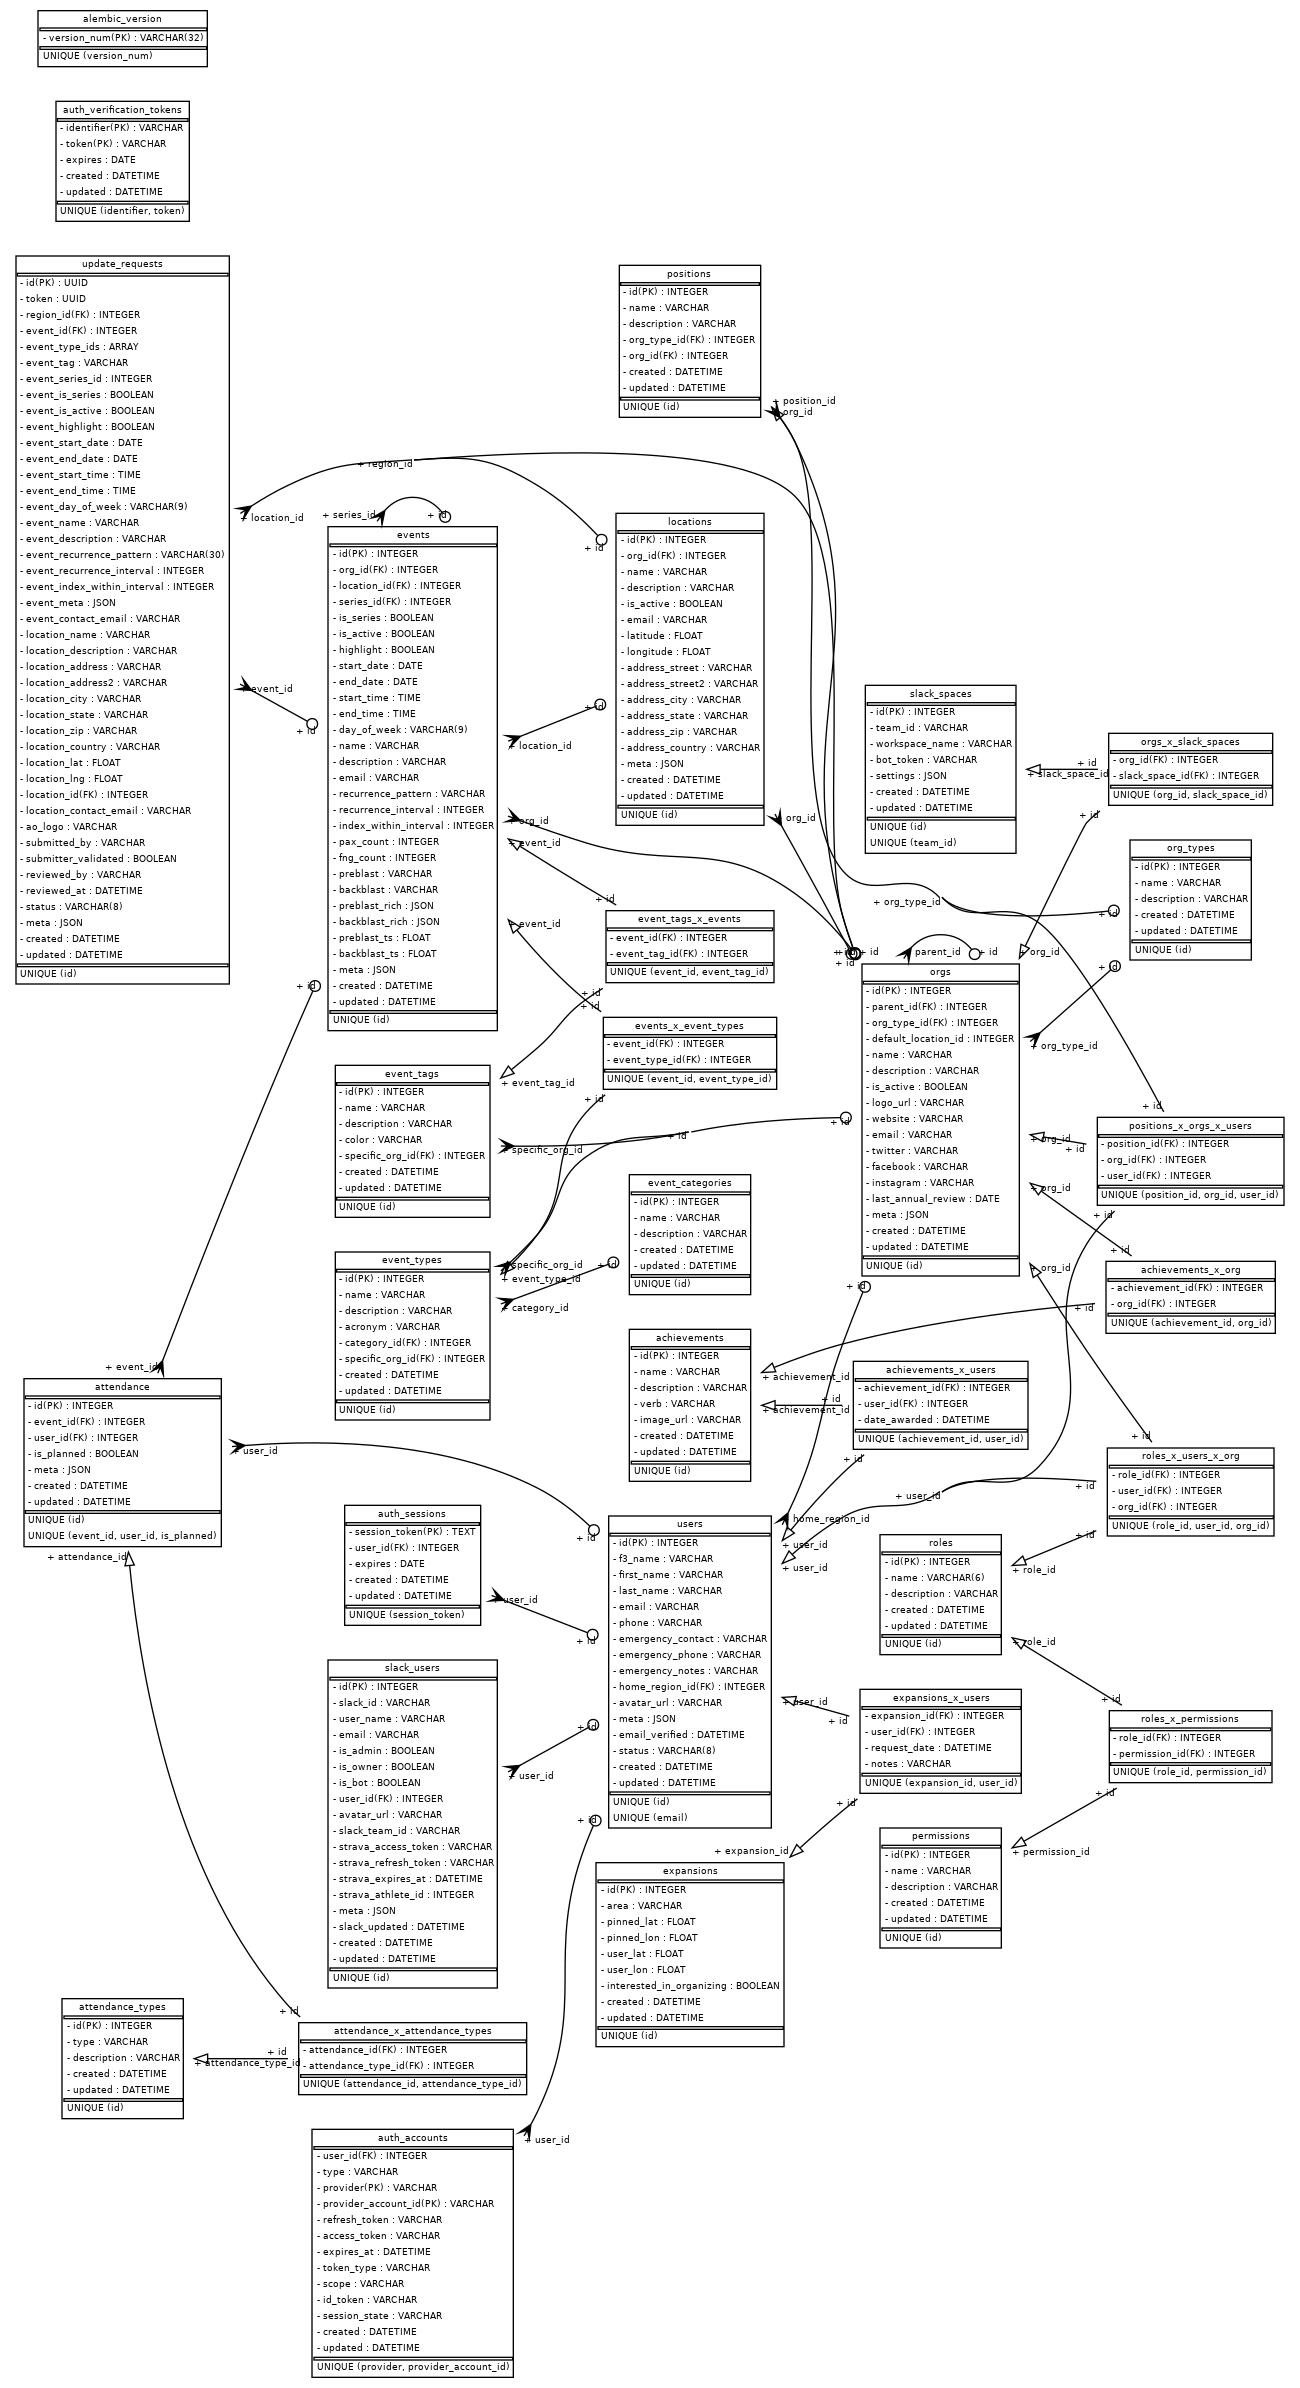 alembic_version
- version_num(PK) : VARCHAR(32)
UNIQUE (version_num)
auth_verification_tokens
- identifier(PK) : VARCHAR
- token(PK) : VARCHAR
- expires : DATE
- created : DATETIME
- updated : DATETIME
UNIQUE (identifier, token)
update_requests
- id(PK) : UUID
- token : UUID
- region_id(FK) : INTEGER
- event_id(FK) : INTEGER
- event_type_ids : ARRAY
- event_tag : VARCHAR
- event_series_id : INTEGER
- event_is_series : BOOLEAN
- event_is_active : BOOLEAN
- event_highlight : BOOLEAN
- event_start_date : DATE
- event_end_date : DATE
- event_start_time : TIME
- event_end_time : TIME
- event_day_of_week : VARCHAR(9)
- event_name : VARCHAR
- event_description : VARCHAR
- event_recurrence_pattern : VARCHAR(30)
- event_recurrence_interval : INTEGER
- event_index_within_interval : INTEGER
- event_meta : JSON
- event_contact_email : VARCHAR
- location_name : VARCHAR
- location_description : VARCHAR
- location_address : VARCHAR
- location_address2 : VARCHAR
- location_city : VARCHAR
- location_state : VARCHAR
- location_zip : VARCHAR
- location_country : VARCHAR
- location_lat : FLOAT
- location_lng : FLOAT
- location_id(FK) : INTEGER
- location_contact_email : VARCHAR
- ao_logo : VARCHAR
- submitted_by : VARCHAR
- submitter_validated : BOOLEAN
- reviewed_by : VARCHAR
- reviewed_at : DATETIME
- status : VARCHAR(8)
- meta : JSON
- created : DATETIME
- updated : DATETIME
UNIQUE (id)
positions
- id(PK) : INTEGER
- name : VARCHAR
- description : VARCHAR
- org_type_id(FK) : INTEGER
- org_id(FK) : INTEGER
- created : DATETIME
- updated : DATETIME
UNIQUE (id)
+ position_id
+ org_id
+ region_id
+ location_id
+ id
+ series_id
+ id
+ event_id
+ id
events
- id(PK) : INTEGER
- org_id(FK) : INTEGER
- location_id(FK) : INTEGER
- series_id(FK) : INTEGER
- is_series : BOOLEAN
- is_active : BOOLEAN
- highlight : BOOLEAN
- start_date : DATE
- end_date : DATE
- start_time : TIME
- end_time : TIME
- day_of_week : VARCHAR(9)
- name : VARCHAR
- description : VARCHAR
- email : VARCHAR
- recurrence_pattern : VARCHAR
- recurrence_interval : INTEGER
- index_within_interval : INTEGER
- pax_count : INTEGER
- fng_count : INTEGER
- preblast : VARCHAR
- backblast : VARCHAR
- preblast_rich : JSON
- backblast_rich : JSON
- preblast_ts : FLOAT
- backblast_ts : FLOAT
- meta : JSON
- created : DATETIME
- updated : DATETIME
UNIQUE (id)
+ id
+ location_id
+ org_id
+ event_id
+ id
+ event_id
locations
- id(PK) : INTEGER
- org_id(FK) : INTEGER
- name : VARCHAR
- description : VARCHAR
- is_active : BOOLEAN
- email : VARCHAR
- latitude : FLOAT
- longitude : FLOAT
- address_street : VARCHAR
- address_street2 : VARCHAR
- address_city : VARCHAR
- address_state : VARCHAR
- address_zip : VARCHAR
- address_country : VARCHAR
- meta : JSON
- created : DATETIME
- updated : DATETIME
UNIQUE (id)
+ org_id
slack_spaces
- id(PK) : INTEGER
- team_id : VARCHAR
- workspace_name : VARCHAR
- bot_token : VARCHAR
- settings : JSON
- created : DATETIME
- updated : DATETIME
UNIQUE (id)
UNIQUE (team_id)
+ id
+ slack_space_id
orgs_x_slack_spaces
- org_id(FK) : INTEGER
- slack_space_id(FK) : INTEGER
UNIQUE (org_id, slack_space_id)
+ id
org_types
- id(PK) : INTEGER
- name : VARCHAR
- description : VARCHAR
- created : DATETIME
- updated : DATETIME
UNIQUE (id)
+ org_type_id
+ id
event_tags_x_events
- event_id(FK) : INTEGER
- event_tag_id(FK) : INTEGER
UNIQUE (event_id, event_tag_id)
+ id
+ id
+ id
+ id
+ parent_id
+ id
+ org_id
+ id
+ org_type_id
orgs
- id(PK) : INTEGER
- parent_id(FK) : INTEGER
- org_type_id(FK) : INTEGER
- default_location_id : INTEGER
- name : VARCHAR
- description : VARCHAR
- is_active : BOOLEAN
- logo_url : VARCHAR
- website : VARCHAR
- email : VARCHAR
- twitter : VARCHAR
- facebook : VARCHAR
- instagram : VARCHAR
- last_annual_review : DATE
- meta : JSON
- created : DATETIME
- updated : DATETIME
UNIQUE (id)
events_x_event_types
- event_id(FK) : INTEGER
- event_type_id(FK) : INTEGER
UNIQUE (event_id, event_type_id)
+ id
event_tags
- id(PK) : INTEGER
- name : VARCHAR
- description : VARCHAR
- color : VARCHAR
- specific_org_id(FK) : INTEGER
- created : DATETIME
- updated : DATETIME
UNIQUE (id)
+ event_tag_id
+ specific_org_id
+ id
+ id
+ id
positions_x_orgs_x_users
- position_id(FK) : INTEGER
- org_id(FK) : INTEGER
- user_id(FK) : INTEGER
UNIQUE (position_id, org_id, user_id)
+ org_id
+ id
+ org_id
+ id
+ id
+ org_id
event_categories
- id(PK) : INTEGER
- name : VARCHAR
- description : VARCHAR
- created : DATETIME
- updated : DATETIME
UNIQUE (id)
event_types
- id(PK) : INTEGER
- name : VARCHAR
- description : VARCHAR
- acronym : VARCHAR
- category_id(FK) : INTEGER
- specific_org_id(FK) : INTEGER
- created : DATETIME
- updated : DATETIME
UNIQUE (id)
+ specific_org_id
+ id
+ event_type_id
+ category_id
achievements_x_org
- achievement_id(FK) : INTEGER
- org_id(FK) : INTEGER
UNIQUE (achievement_id, org_id)
+ id
+ id
achievements
- id(PK) : INTEGER
- name : VARCHAR
- description : VARCHAR
- verb : VARCHAR
- image_url : VARCHAR
- created : DATETIME
- updated : DATETIME
UNIQUE (id)
+ achievement_id
+ id
+ achievement_id
achievements_x_users
- achievement_id(FK) : INTEGER
- user_id(FK) : INTEGER
- date_awarded : DATETIME
UNIQUE (achievement_id, user_id)
+ id
+ event_id
attendance
- id(PK) : INTEGER
- event_id(FK) : INTEGER
- user_id(FK) : INTEGER
- is_planned : BOOLEAN
- meta : JSON
- created : DATETIME
- updated : DATETIME
UNIQUE (id)
UNIQUE (event_id, user_id, is_planned)
+ attendance_id
+ user_id
+ id
+ id
roles_x_users_x_org
- role_id(FK) : INTEGER
- user_id(FK) : INTEGER
- org_id(FK) : INTEGER
UNIQUE (role_id, user_id, org_id)
+ id
+ user_id
+ id
auth_sessions
- session_token(PK) : TEXT
- user_id(FK) : INTEGER
- expires : DATE
- created : DATETIME
- updated : DATETIME
UNIQUE (session_token)
+ user_id
+ id
users
- id(PK) : INTEGER
- f3_name : VARCHAR
- first_name : VARCHAR
- last_name : VARCHAR
- email : VARCHAR
- phone : VARCHAR
- emergency_contact : VARCHAR
- emergency_phone : VARCHAR
- emergency_notes : VARCHAR
- home_region_id(FK) : INTEGER
- avatar_url : VARCHAR
- meta : JSON
- email_verified : DATETIME
- status : VARCHAR(8)
- created : DATETIME
- updated : DATETIME
UNIQUE (id)
UNIQUE (email)
+ home_region_id
+ user_id
+ user_id
roles
- id(PK) : INTEGER
- name : VARCHAR(6)
- description : VARCHAR
- created : DATETIME
- updated : DATETIME
UNIQUE (id)
+ role_id
+ role_id
+ id
slack_users
- id(PK) : INTEGER
- slack_id : VARCHAR
- user_name : VARCHAR
- email : VARCHAR
- is_admin : BOOLEAN
- is_owner : BOOLEAN
- is_bot : BOOLEAN
- user_id(FK) : INTEGER
- avatar_url : VARCHAR
- slack_team_id : VARCHAR
- strava_access_token : VARCHAR
- strava_refresh_token : VARCHAR
- strava_expires_at : DATETIME
- strava_athlete_id : INTEGER
- meta : JSON
- slack_updated : DATETIME
- created : DATETIME
- updated : DATETIME
UNIQUE (id)
+ id
+ user_id
+ id
+ user_id
+ id
expansions_x_users
- expansion_id(FK) : INTEGER
- user_id(FK) : INTEGER
- request_date : DATETIME
- notes : VARCHAR
UNIQUE (expansion_id, user_id)
+ id
+ expansion_id
roles_x_permissions
- role_id(FK) : INTEGER
- permission_id(FK) : INTEGER
UNIQUE (role_id, permission_id)
+ id
permissions
- id(PK) : INTEGER
- name : VARCHAR
- description : VARCHAR
- created : DATETIME
- updated : DATETIME
UNIQUE (id)
+ permission_id
expansions
- id(PK) : INTEGER
- area : VARCHAR
- pinned_lat : FLOAT
- pinned_lon : FLOAT
- user_lat : FLOAT
- user_lon : FLOAT
- interested_in_organizing : BOOLEAN
- created : DATETIME
- updated : DATETIME
UNIQUE (id)
attendance_types
- id(PK) : INTEGER
- type : VARCHAR
- description : VARCHAR
- created : DATETIME
- updated : DATETIME
UNIQUE (id)
+ id
+ id
+ attendance_type_id
attendance_x_attendance_types
- attendance_id(FK) : INTEGER
- attendance_type_id(FK) : INTEGER
UNIQUE (attendance_id, attendance_type_id)
auth_accounts
- user_id(FK) : INTEGER
- type : VARCHAR
- provider(PK) : VARCHAR
- provider_account_id(PK) : VARCHAR
- refresh_token : VARCHAR
- access_token : VARCHAR
- expires_at : DATETIME
- token_type : VARCHAR
- scope : VARCHAR
- id_token : VARCHAR
- session_state : VARCHAR
- created : DATETIME
- updated : DATETIME
UNIQUE (provider, provider_account_id)
+ user_id